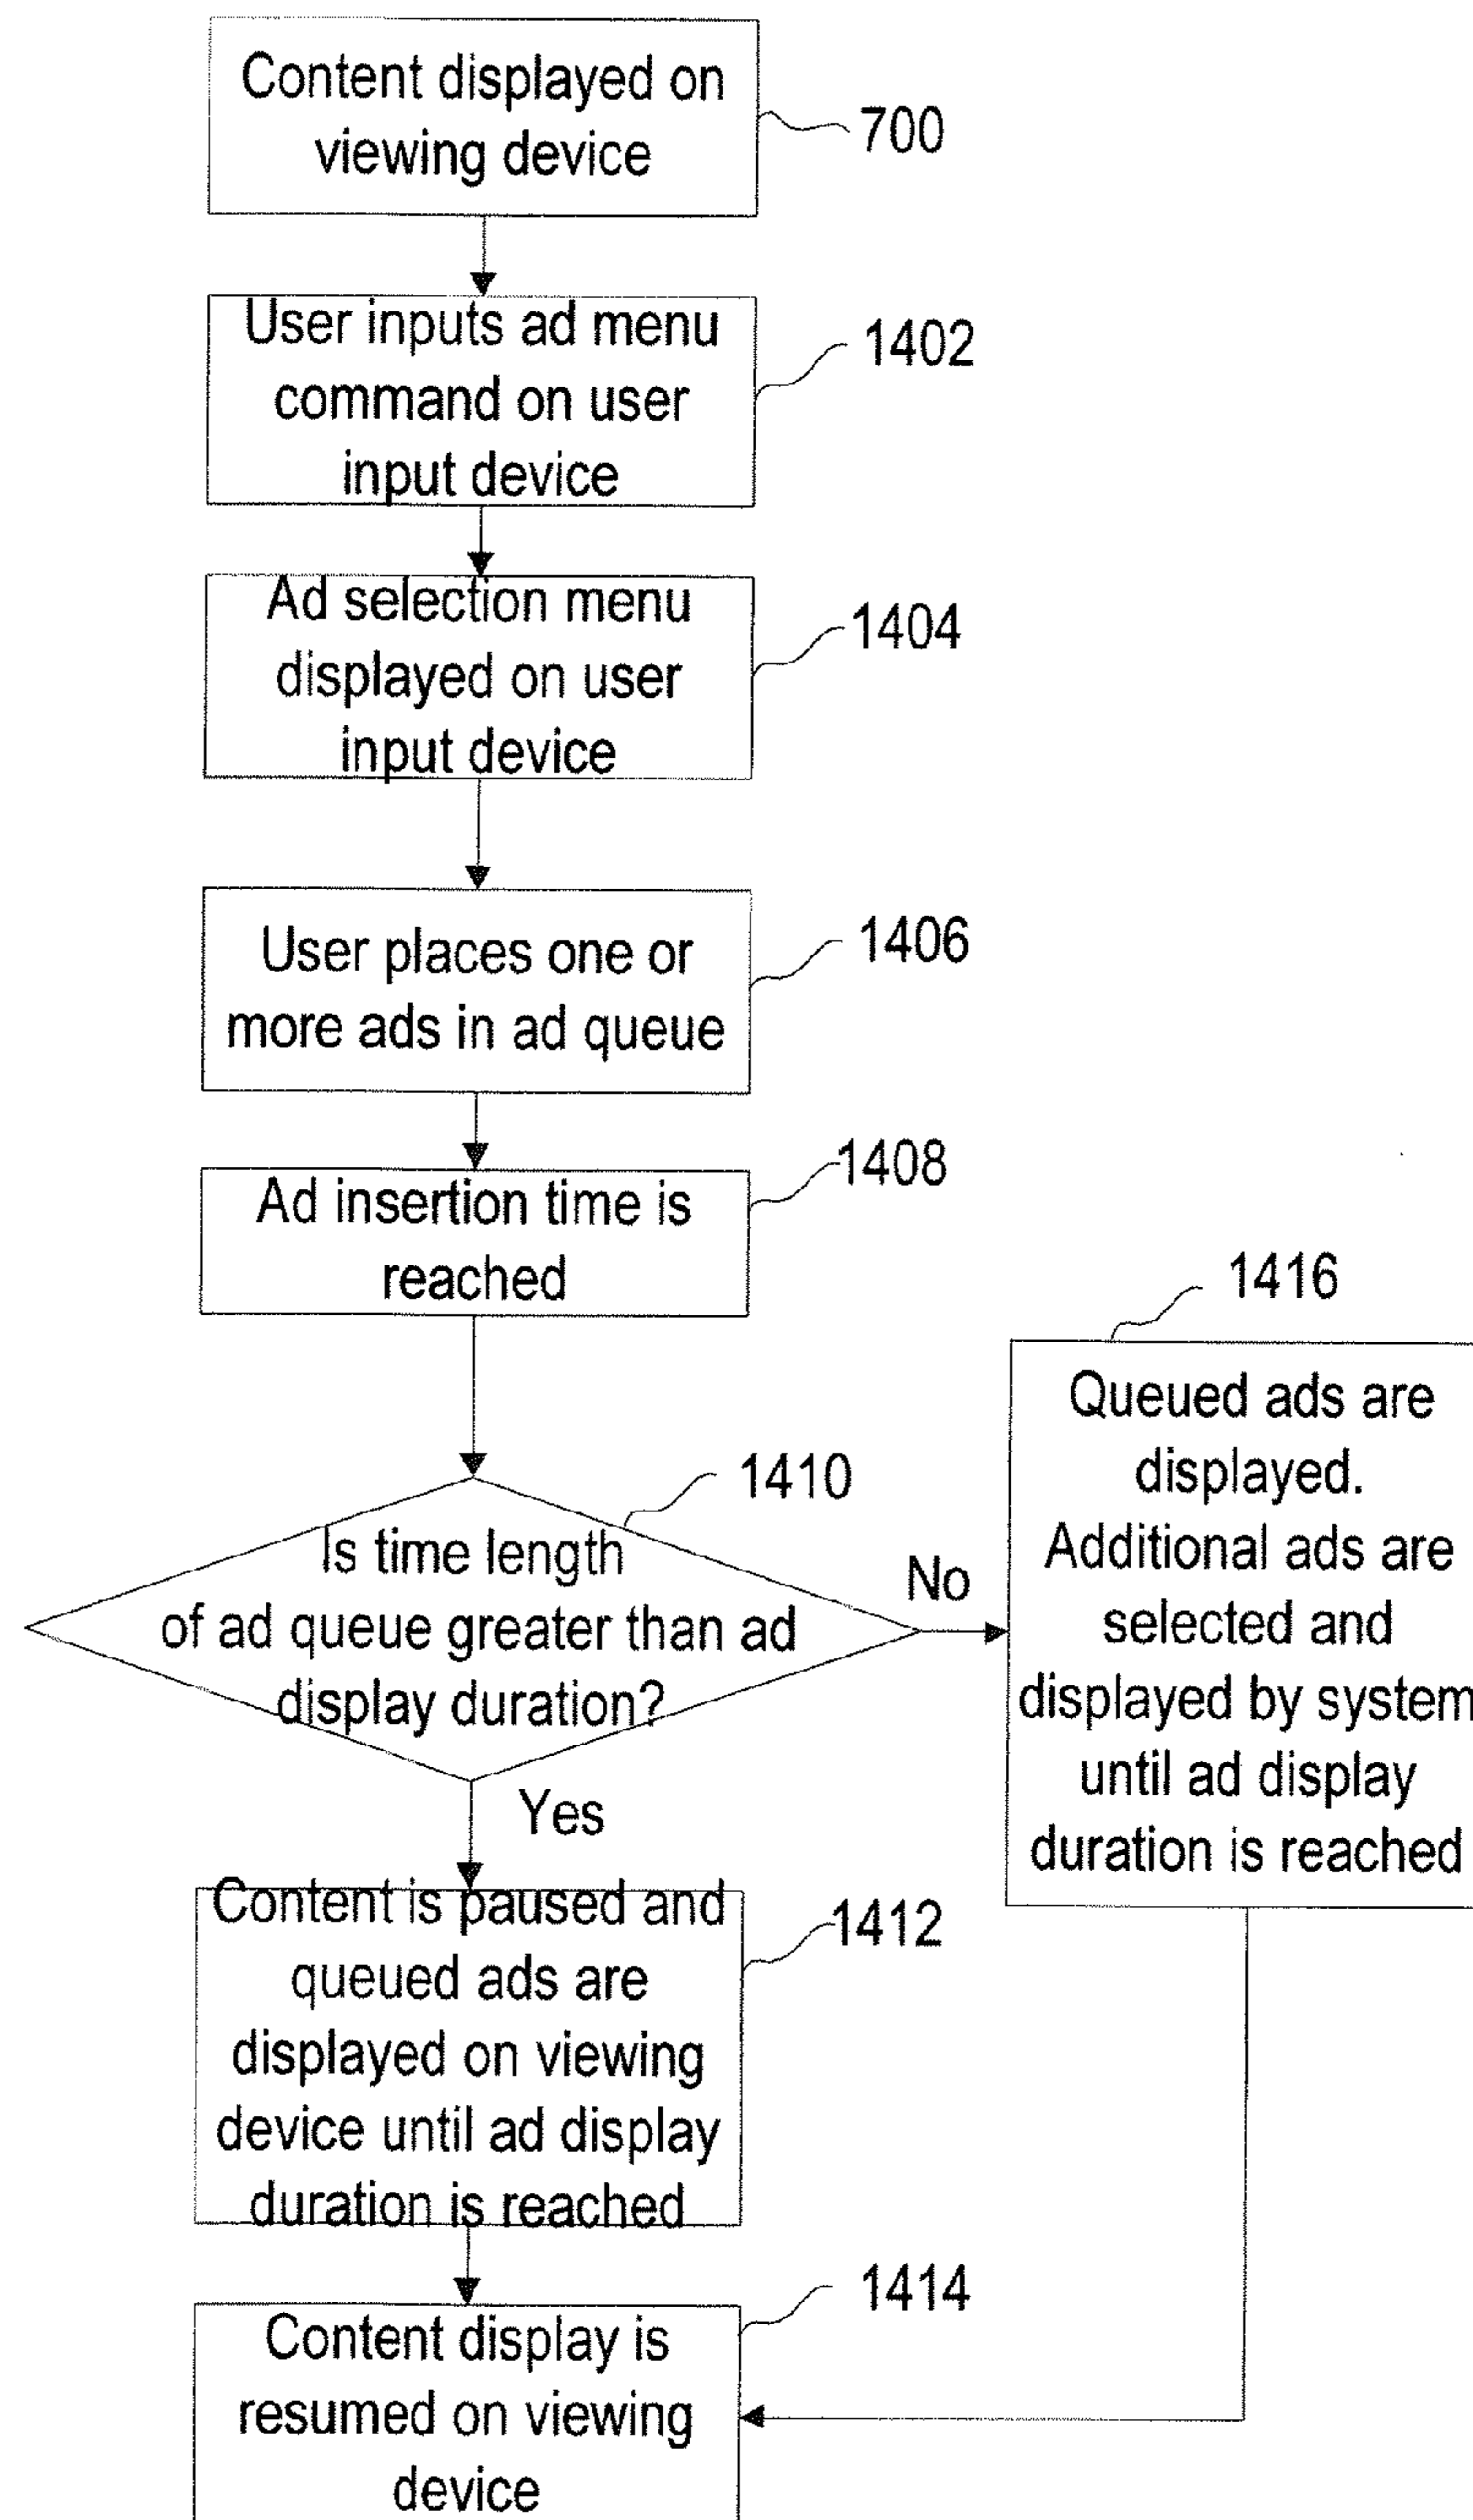 Content displayed on
viewing device
700
User inputs ad menu
command on user
input device
1402
Ad selection menu
displayed on user
input device
1404
User places one or
more ads in ad queue
1406
Ad insertion time is
reached
1408
Is time length
of ad queue greater than ad
display duration?
1410
No
Yes
1416
Queued ads are
displayed.
Additional ads are
selected and
displayed by system
until ad display
duration is reached
Content is paused and
queued ads are
displayed on viewing
device until ad display
duration is reached
1412
Content display is
resumed on viewing
device
1414